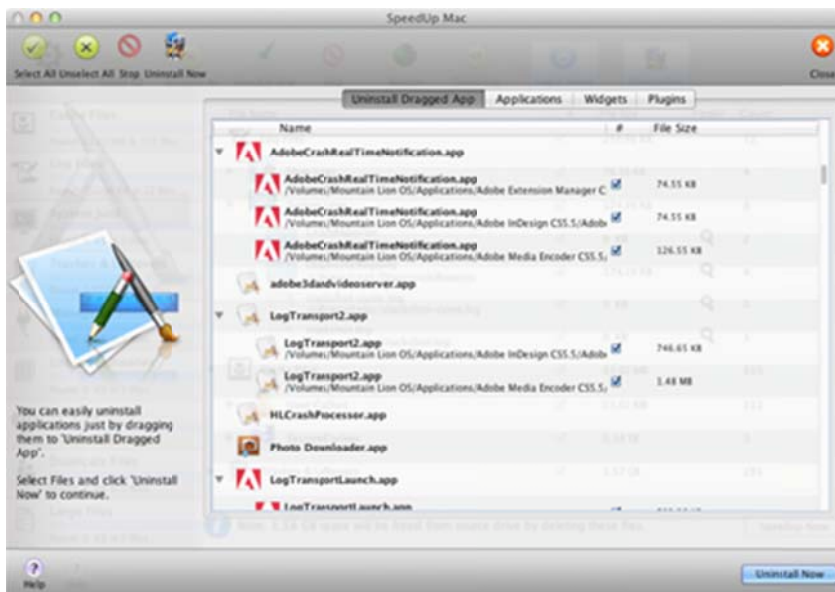 SpeedUp Mac
Select All Unselect All Stop Uninstall Now
Close
Uninstall Dragged App Applications Widgets Plugins
Name # File Size
AdobeCrashRealTimeNotification.app
AdobeCrashRealTimeNotification.app
/Volumes/Mountain Lion OS/Applications/Adobe Extension Manager C 74.55 KB
AdobeCrashRealTimeNotification.app
/Volumes/Mountain Lion OS/Applications/Adobe InDesign CS5.5/Adob 74.55 KB
AdobeCrashRealTimeNotification.app
/Volumes/Mountain Lion OS/Applications/Adobe Media Encoder CS5.5, 126.55 KB
adobe3dandvideoserver.app
LogTransport2.app
LogTransport2.app
/Volumes/Mountain Lion OS/Applications/Adobe InDesign CS5.5/Adob 746.65 KB
LogTransport2.app
/Volumes/Mountain Lion OS/Applications/Adobe Media Encoder CS5.5, 1.48 MB
HLCrashProcessor.app
Photo Downloader.app
LogTransportLaunch.app
LogTransportLaunch.app
You can easily uninstall
applications just by dragging
them to 'Uninstall Dragged
App'.
Select Files and click 'Uninstall
Now' to continue.
Help
Uninstall Now